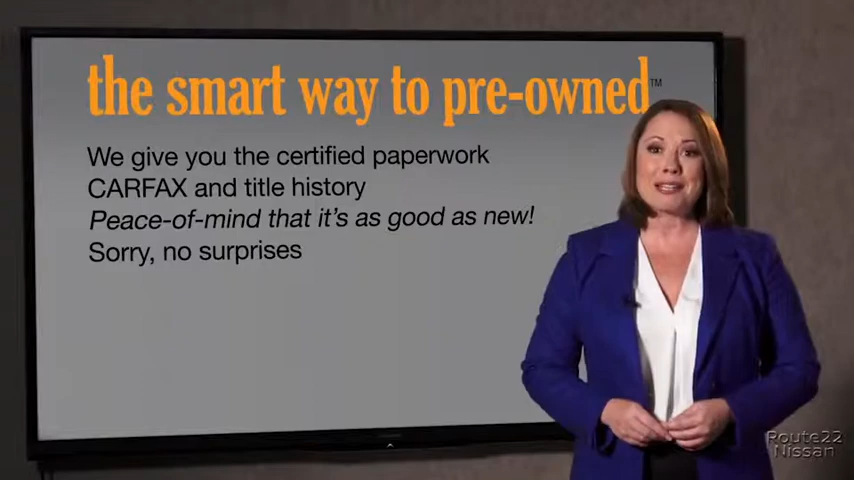 the smart way to pre-owned™
We give you the certified paperwork
CARFAX and title history
Peace-of-mind that it's as good as new!
Sorry, no surprises
Route22
Nissan